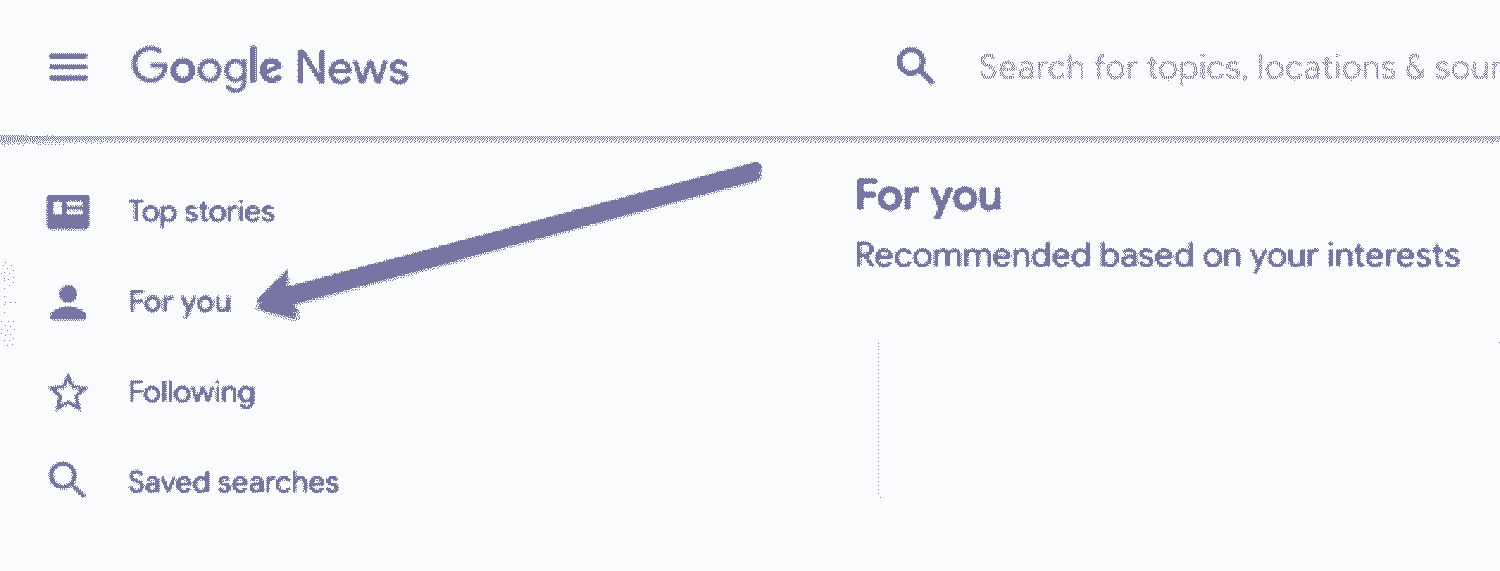 Google News
Search for topics, locations & sour
Top stories
For you
Following
Saved searches
For you
Recommended based on your interests